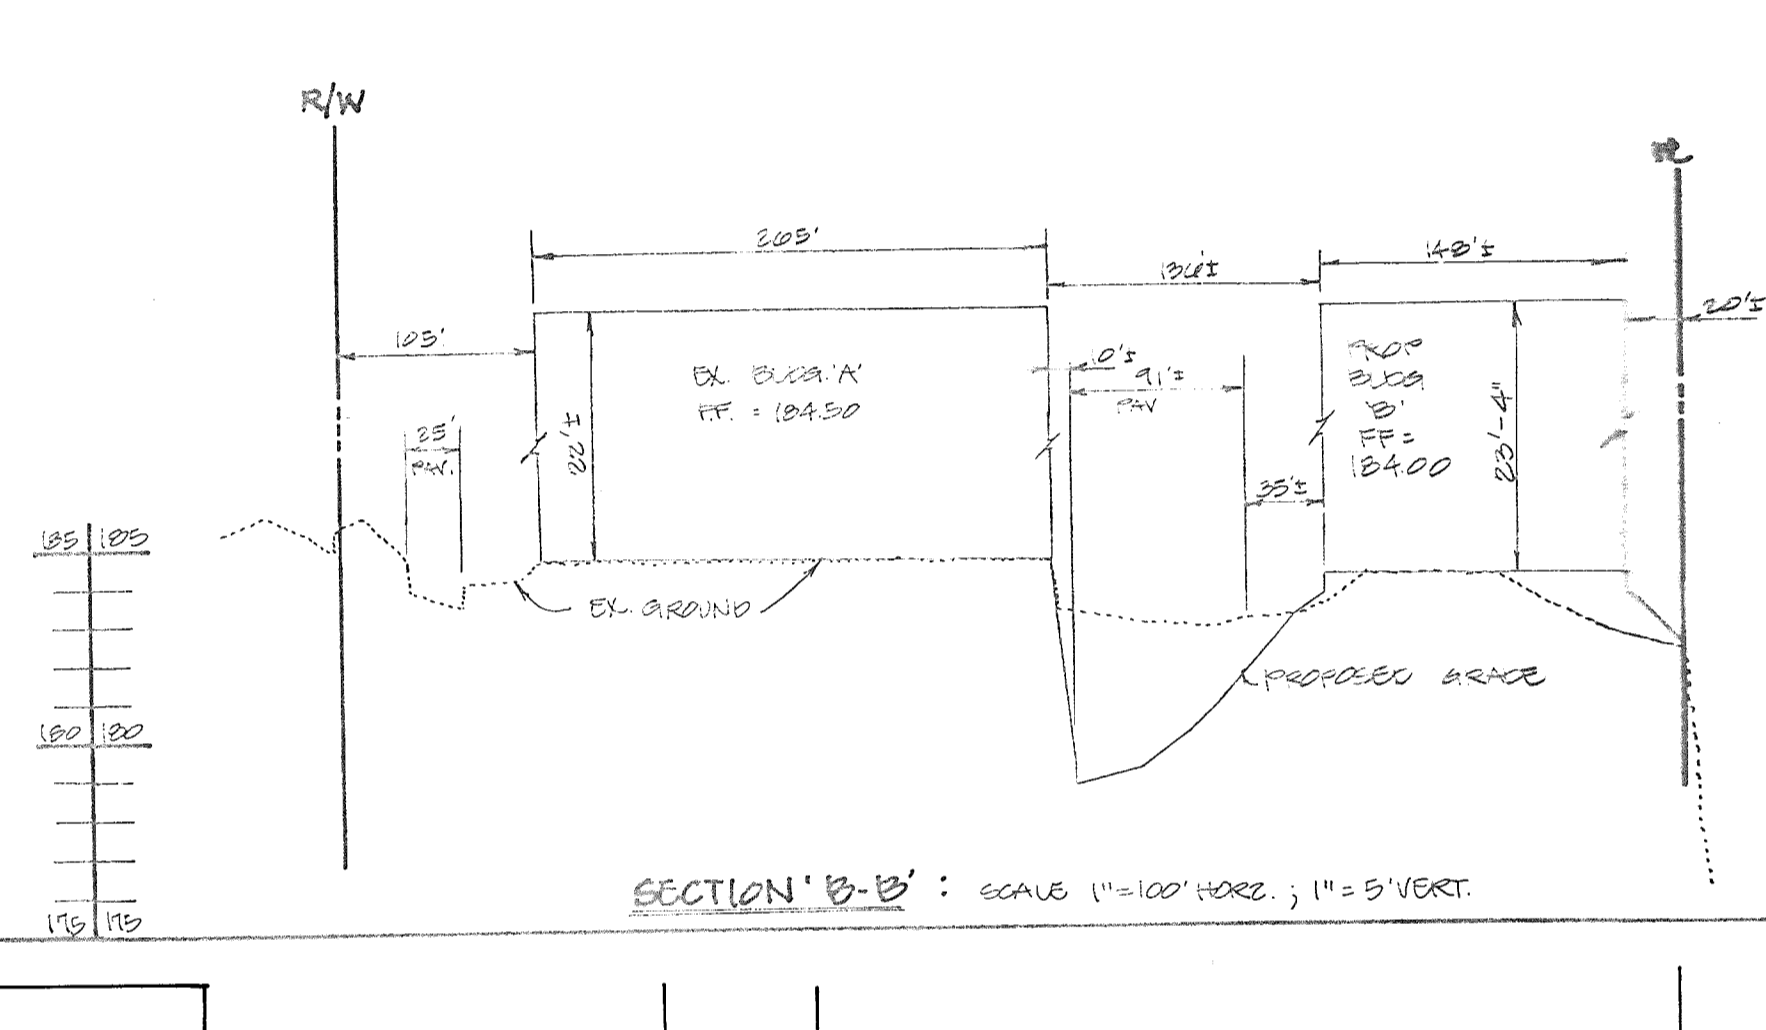 R/W
PL
265'
136'±
148'±
20'±
105'
10'±
91'±
PAV
25'
PAV.
22'±
EX. BLDG. 'A'
F.F. = 184.50
PROP
BLDG.
'B'
FF =
184.00
23'-4"
35'±
185 185
EX. GROUND
PROPOSED GRADE
180 180
175 175
SECTION 'B-B' : SCALE 1"=100' HORZ. ; 1"= 5' VERT.